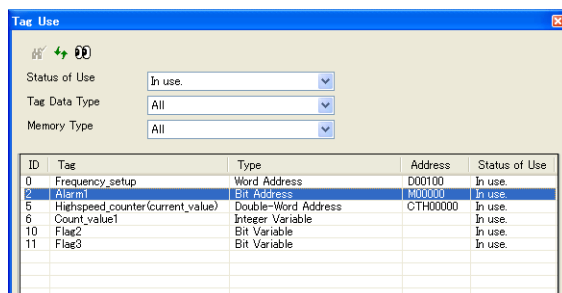 Tag Use
Status of Use In use.
Tag Data Type All
Memory Type All
ID Tag Type Address Status of Use
0 Frequency_setup Word Address D00100 In use.
2 Alarm1 Bit Address M00000 In use.
5 Highspeed_counter(current_value) Double-Word Address CTH00000 In use.
6 Count_value1 Integer Variable In use.
10 Flag2 Bit Variable In use.
11 Flag3 Bit Variable In use.